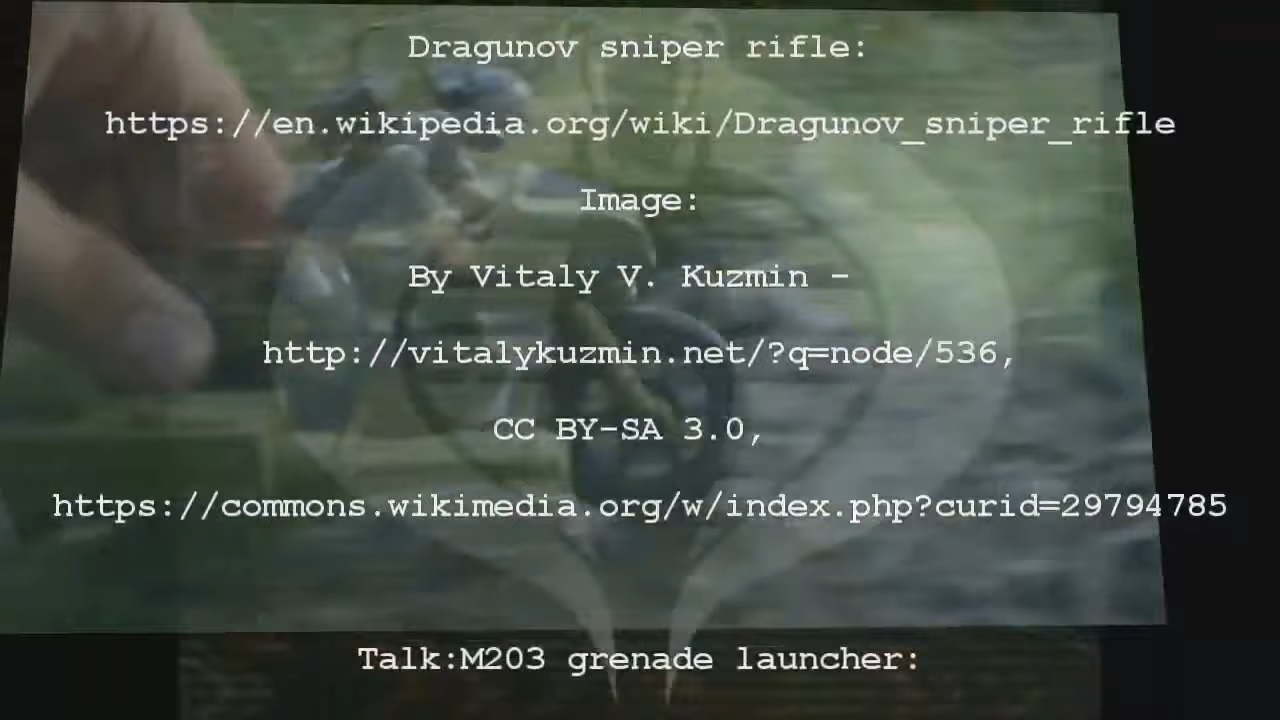 Dragunov sniper rifle:
https://en.wikipedia.org/wiki/Dragunov_sniper_rifle
Image:
By Vitaly V. Kuzmin -
http://vitalykuzmin.net/?q=node/536,
CC BY-SA 3.0,
https://commons.wikimedia.org/w/index.php?curid=29794785
Talk:M203 grenade launcher: